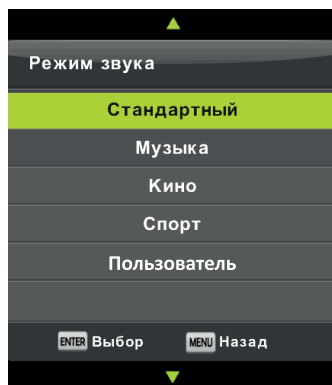 Режим звука
Стандартный
Музыка
Кино
Спорт
Пользователь
ENTER Выбор MENU Назад